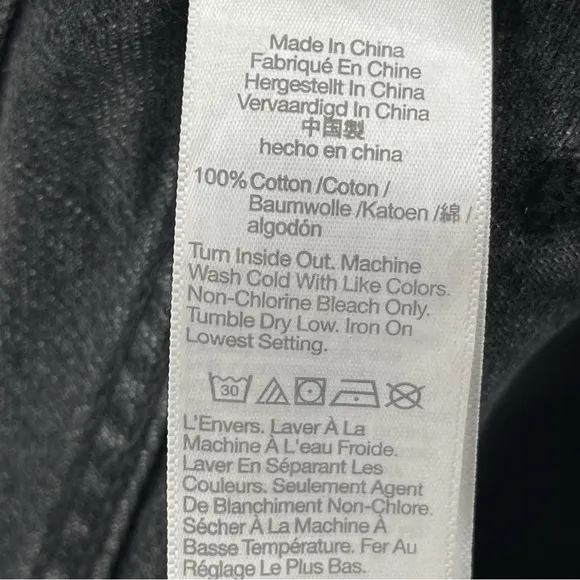 Made In China
Fabriqué En Chine
Hergestellt In China
Vervaardigd In China
中国製
hecho en china
100% Cotton /Coton /
Baumwolle /Katoen /綿 /
algodón
Turn Inside Out. Machine
Wash Cold With Like Colors.
Non-Chlorine Bleach Only.
Tumble Dry Low. Iron On
Lowest Setting.
30
L'Envers. Laver À La
Machine À L'eau Froide.
Laver En Séparant Les
Couleurs. Seulement Agent
De Blanchiment Non-Chlore.
Sécher À La Machine À
Basse Température. Fer Au
Réglage Le Plus Bas.